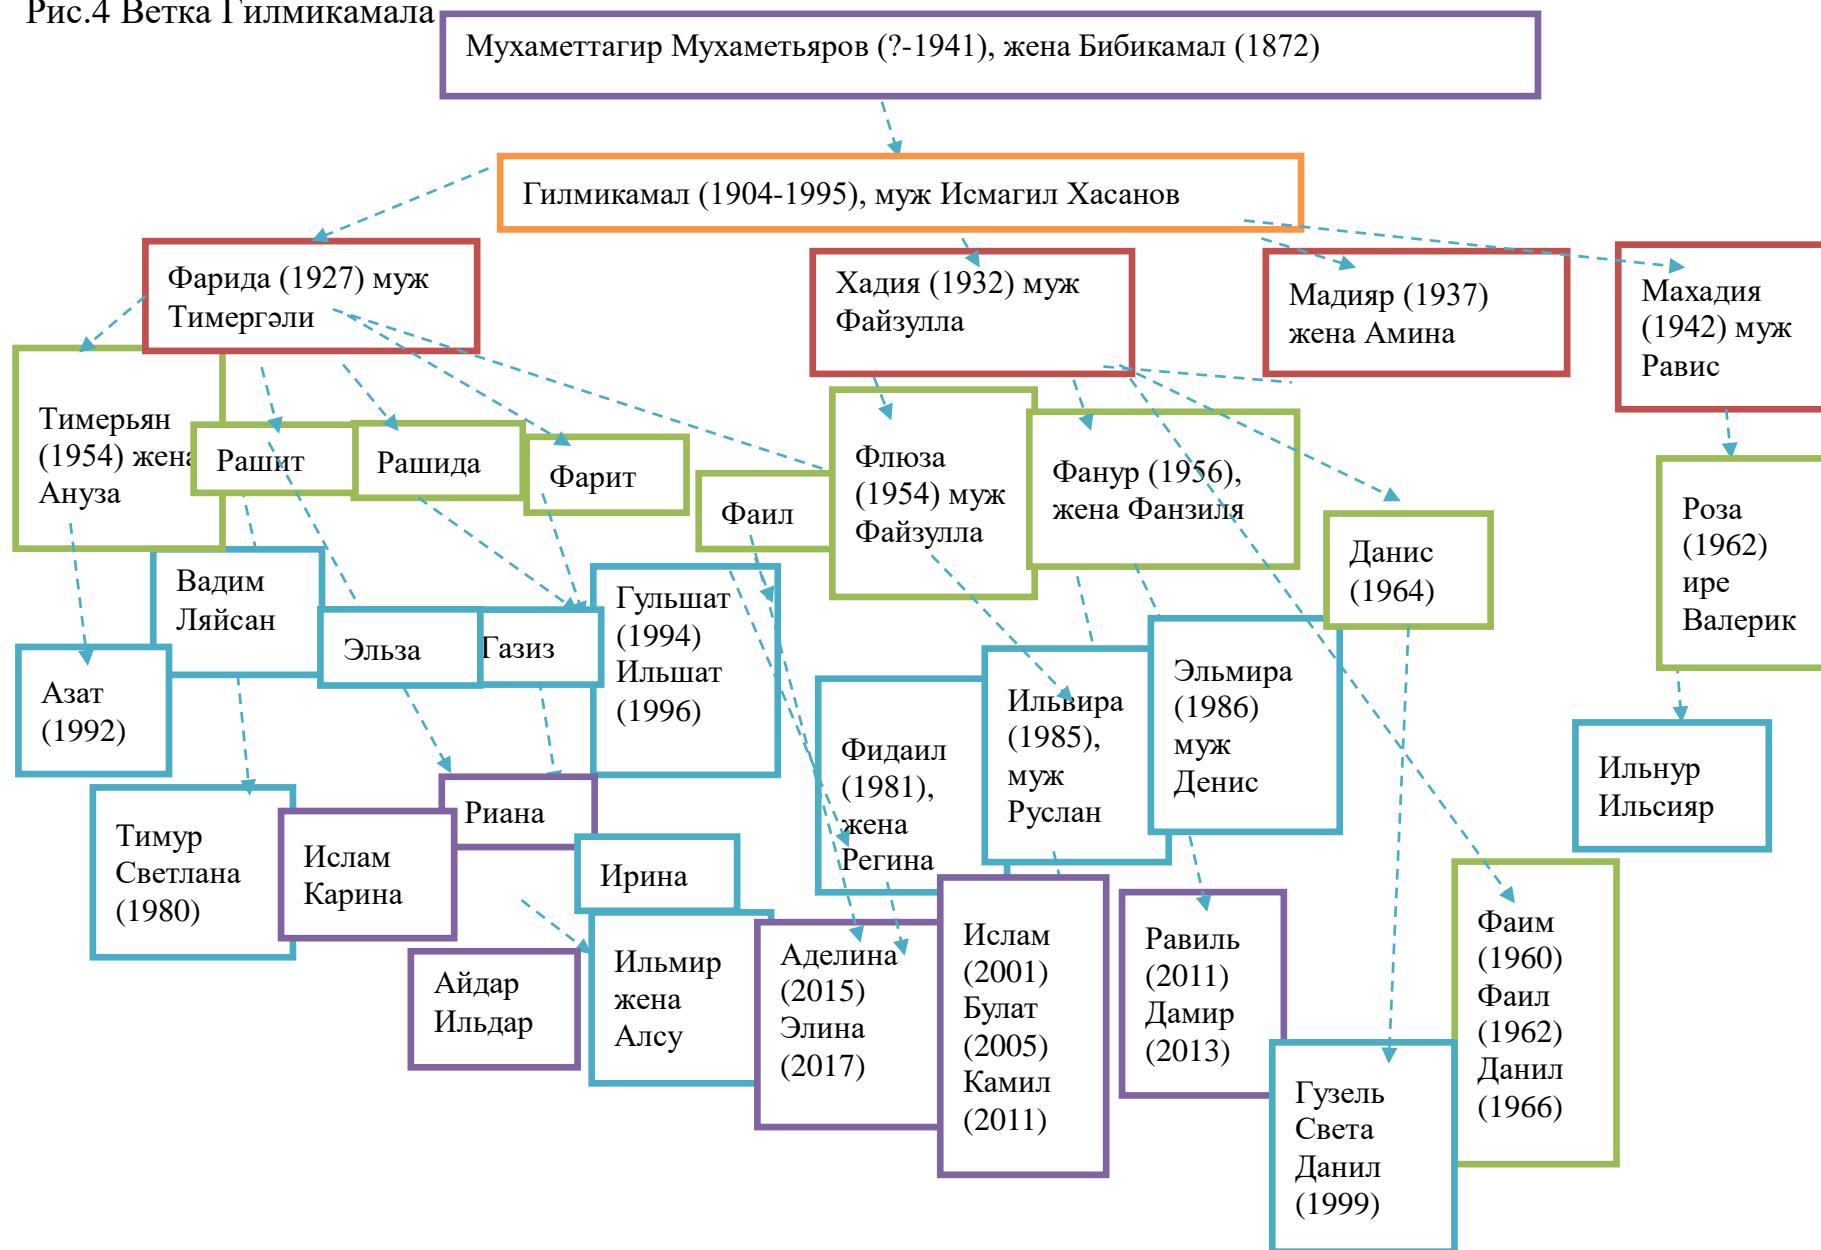 Рис.4 Ветка Гилмикамала
Мухаметтагир Мухаметьяров (?-1941), жена Бибикамал (1872)
Гилмикамал (1904-1995), муж Исмагил Хасанов
Фарида (1927) муж
Тимергәли
Хадия (1932) муж
Файзулла
Мадияр (1937)
жена Амина
Махадия
(1942) муж
Равис
Тимерьян
(1954) жена
Ануза
Рашит
Рашида
Фарит
Фаил
Флюза
(1954) муж
Файзулла
Фанур (1956),
жена Фанзиля
Данис
(1964)
Роза
(1962)
ире
Валерик
Азат
(1992)
Вадим
Ляйсан
Эльза
Газиз
Гульшат
(1994)
Ильшат
(1996)
Фидаил
(1981),
жена
Регина
Ильвира
(1985),
муж
Руслан
Эльмира
(1986)
муж
Денис
Ильнур
Ильсияр
Тимур
Светлана
(1980)
Ислам
Карина
Риана
Ирина
Айдар
Ильдар
Ильмир
жена
Алсу
Аделина
(2015)
Элина
(2017)
Ислам
(2001)
Булат
(2005)
Камил
(2011)
Равиль
(2011)
Дамир
(2013)
Гузель
Света
Данил
(1999)
Фаим
(1960)
Фаил
(1962)
Данил
(1966)